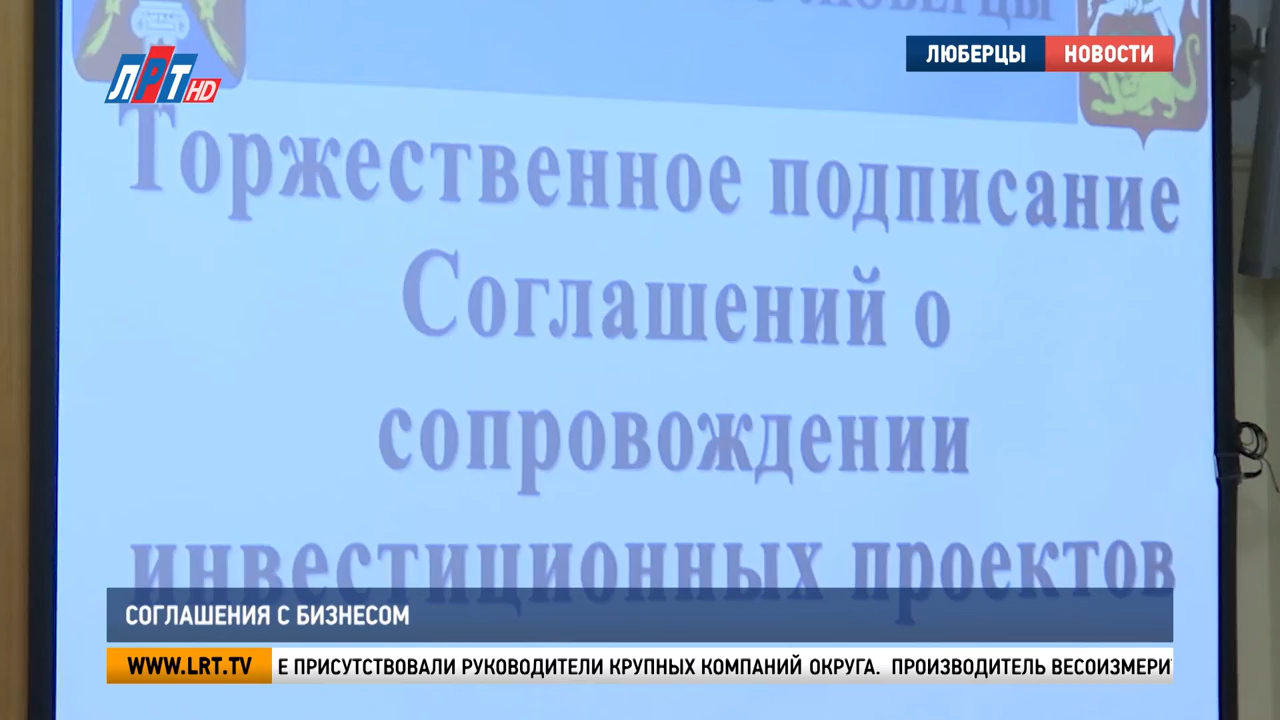 ЛЮБЕРЦЫ
ЛРТ HD
ЛЮБЕРЦЫ НОВОСТИ
Торжественное подписание
Соглашений о
сопровождении
инвестиционных проектов
СОГЛАШЕНИЯ С БИЗНЕСОМ
WWW.LRT.TV Е ПРИСУТСТВОВАЛИ РУКОВОДИТЕЛИ КРУПНЫХ КОМПАНИЙ ОКРУГА. ПРОИЗВОДИТЕЛЬ ВЕСОИЗМЕРИ